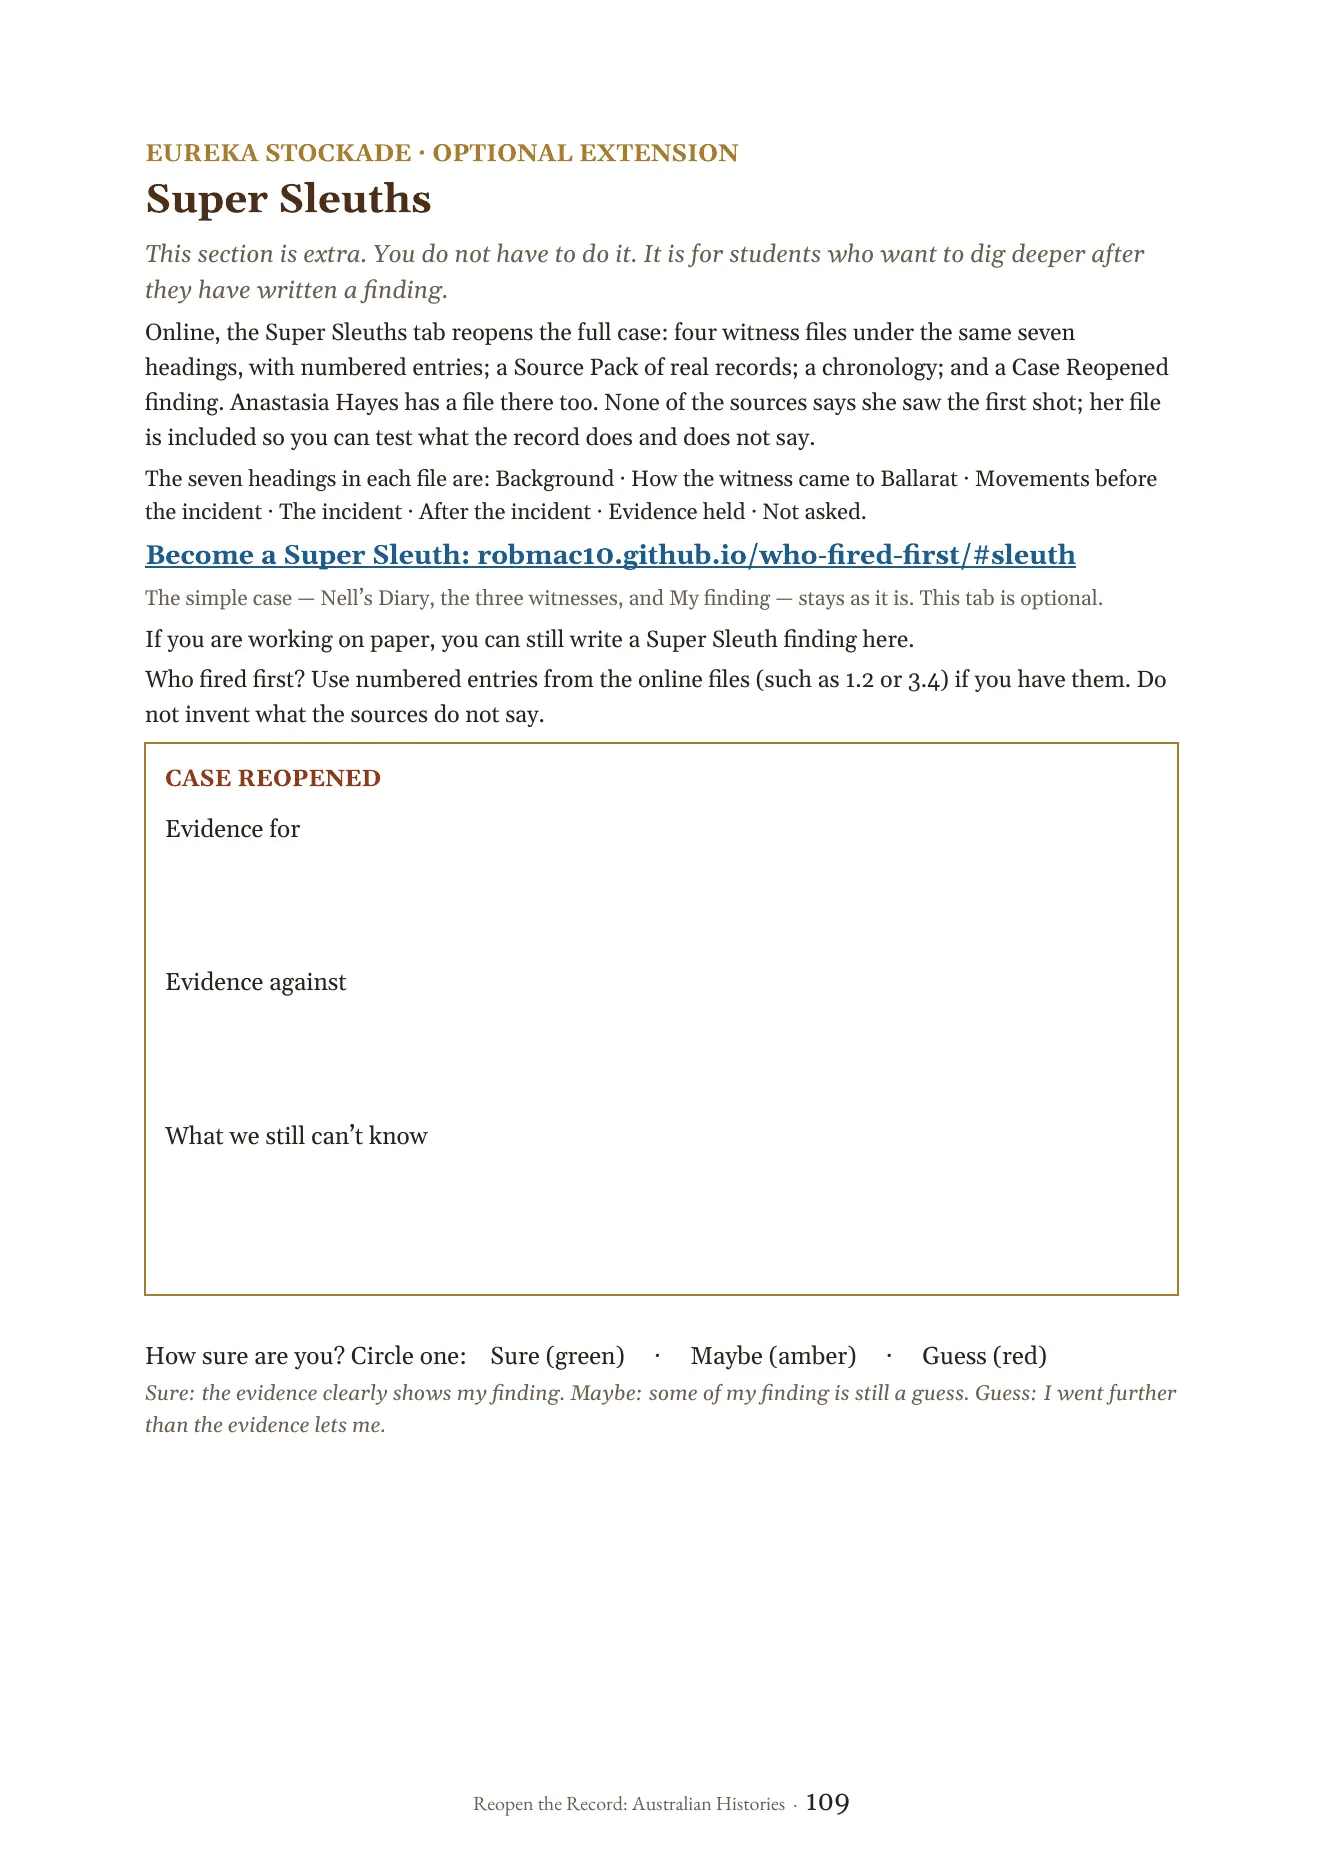 EUREKA STOCKADE · OPTIONAL EXTENSION
Super Sleuths
This section is extra. You do not have to do it. It is for students who want to dig deeper after
they have written a finding.
Online, the Super Sleuths tab reopens the full case: four witness files under the same seven
headings, with numbered entries; a Source Pack of real records; a chronology; and a Case Reopened
finding. Anastasia Hayes has a file there too. None of the sources says she saw the first shot; her file
is included so you can test what the record does and does not say.
The seven headings in each file are: Background · How the witness came to Ballarat · Movements before
the incident · The incident · After the incident · Evidence held · Not asked.
Become a Super Sleuth: robmac10.github.io/who-fired-first/#sleuth
The simple case — Nell’s Diary, the three witnesses, and My finding — stays as it is. This tab is optional.
If you are working on paper, you can still write a Super Sleuth finding here.
Who fired first? Use numbered entries from the online files (such as 1.2 or 3.4) if you have them. Do
not invent what the sources do not say.
CASE REOPENED
Evidence for
Evidence against
What we still can’t know
How sure are you? Circle one: Sure (green) · Maybe (amber) · Guess (red)
Sure: the evidence clearly shows my finding. Maybe: some of my finding is still a guess. Guess: I went further
than the evidence lets me.
Reopen the Record: Australian Histories · 109